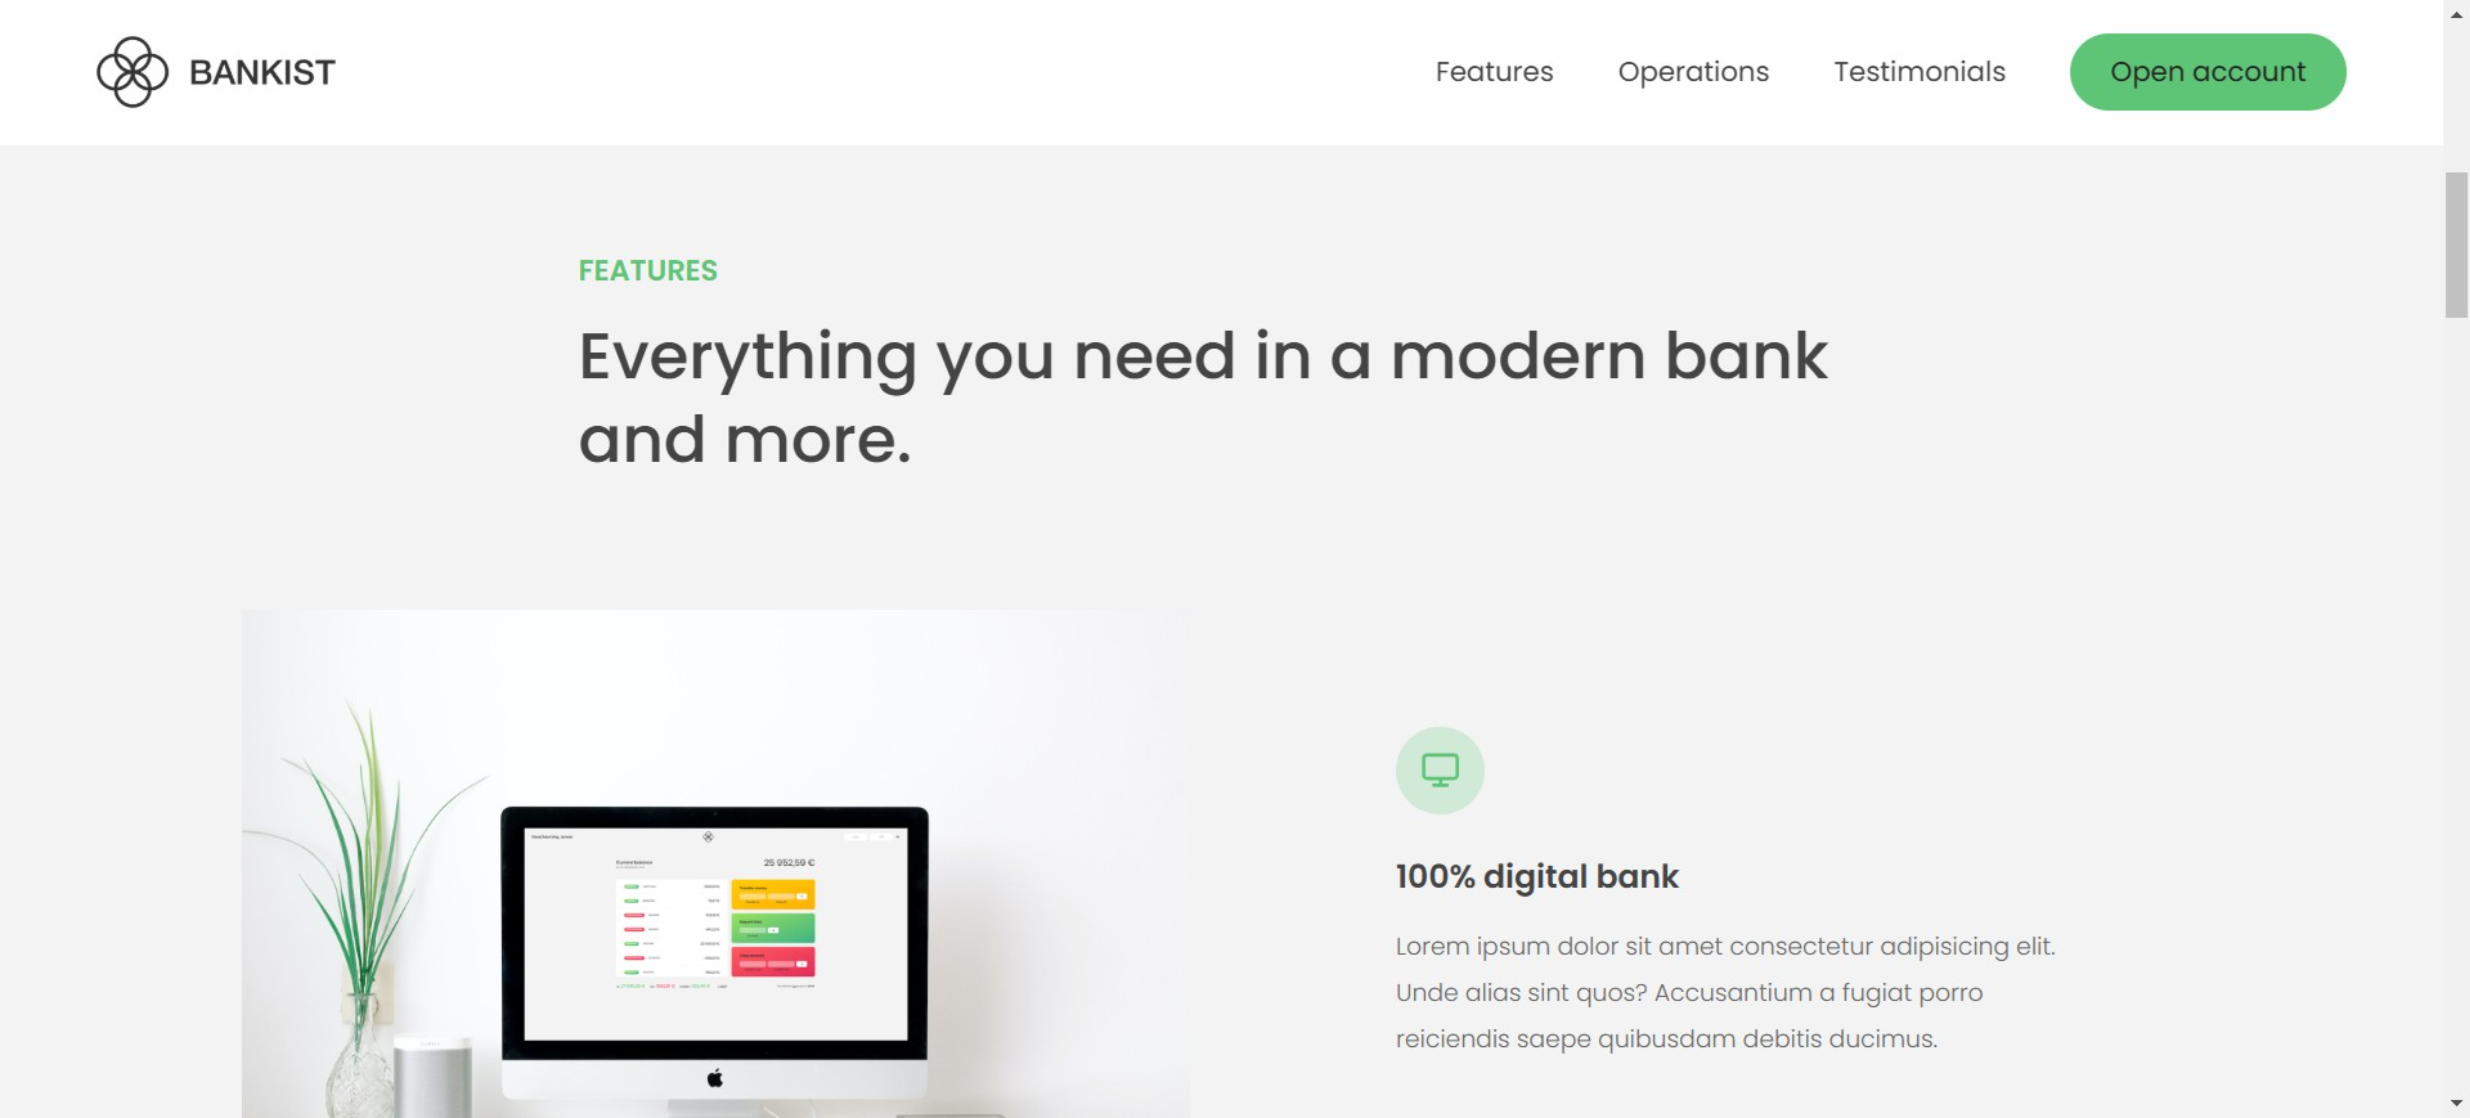 BANKIST
Features
Operations
Testimonials
Open account
FEATURES
Everything you need in a modern bank
and more.
25 952,59 €
100% digital bank
Lorem ipsum dolor sit amet consectetur adipisicing elit.
Unde alias sint quos? Accusantium a fugiat porro
reiciendis saepe quibusdam debitis ducimus.